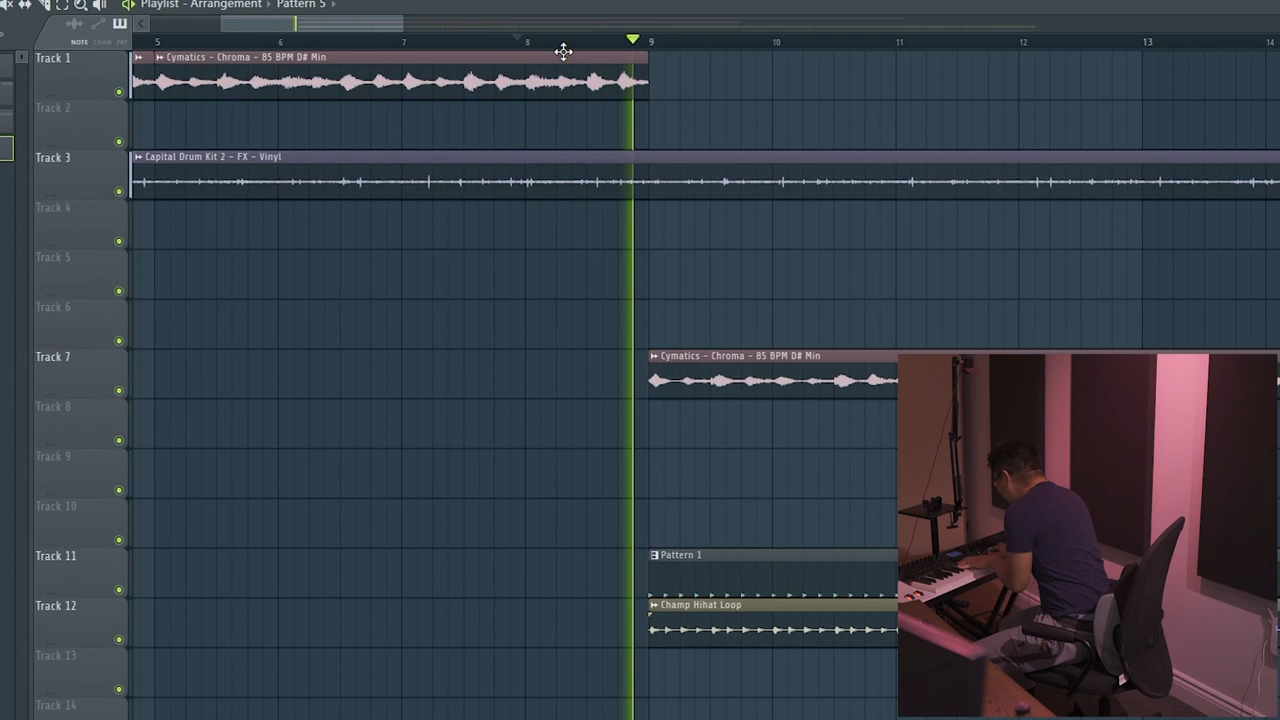 Playlist - Arrangement › Pattern 5 ›
NOTE CHAN PAT
5 6 7 8 9 10 11 12 13 14
Track 1
Cymatics - Chroma - 85 BPM D# Min
Track 2
Track 3
Capital Drum Kit 2 - FX - Vinyl
Track 4
Track 5
Track 6
Track 7
Cymatics - Chroma - 85 BPM D# Min
Track 8
Track 9
Track 10
Track 11
Pattern 1
Track 12
Champ Hihat Loop
Track 13
Track 14